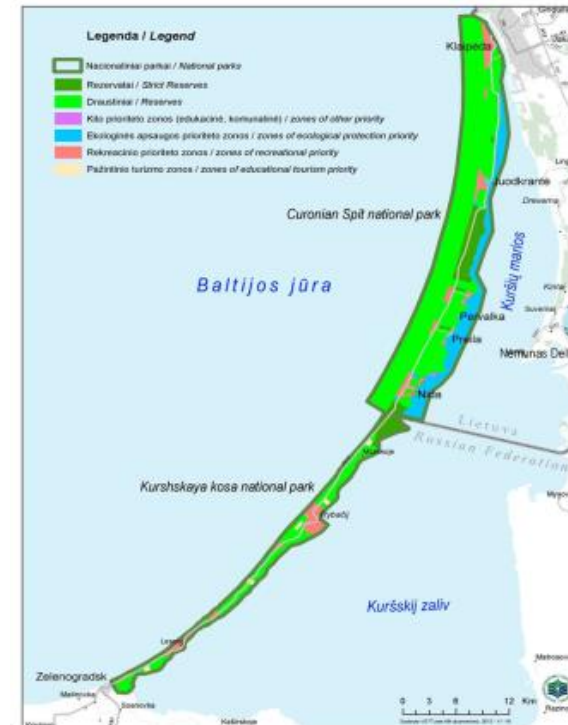 Legenda / Legend
Nacionaliniai parkai / National parks
Rezervatai / Strict Reserves
Draustiniai / Reserves
Kito prioriteto zonos (edukacinė, komunalinė) / zones of other priority
Ekologinės apsaugos prioriteto zonos / zones of ecological protection priority
Rekreacinio prioriteto zonos / zones of recreational priority
Pažintinio turizmo zonos / zones of educational tourism priority
Klaipėda
Juodkrantė
Drevarna
Curonian Spit national park
Kuršių marios
Baltijos jūra
Pervalka
Preila
Nemunas Del
Nida
Lietuva
Russian Federation
Kurshskaya kosa national park
Kuršskij zaliv
Zelenogradsk
0 3 6 12 Km